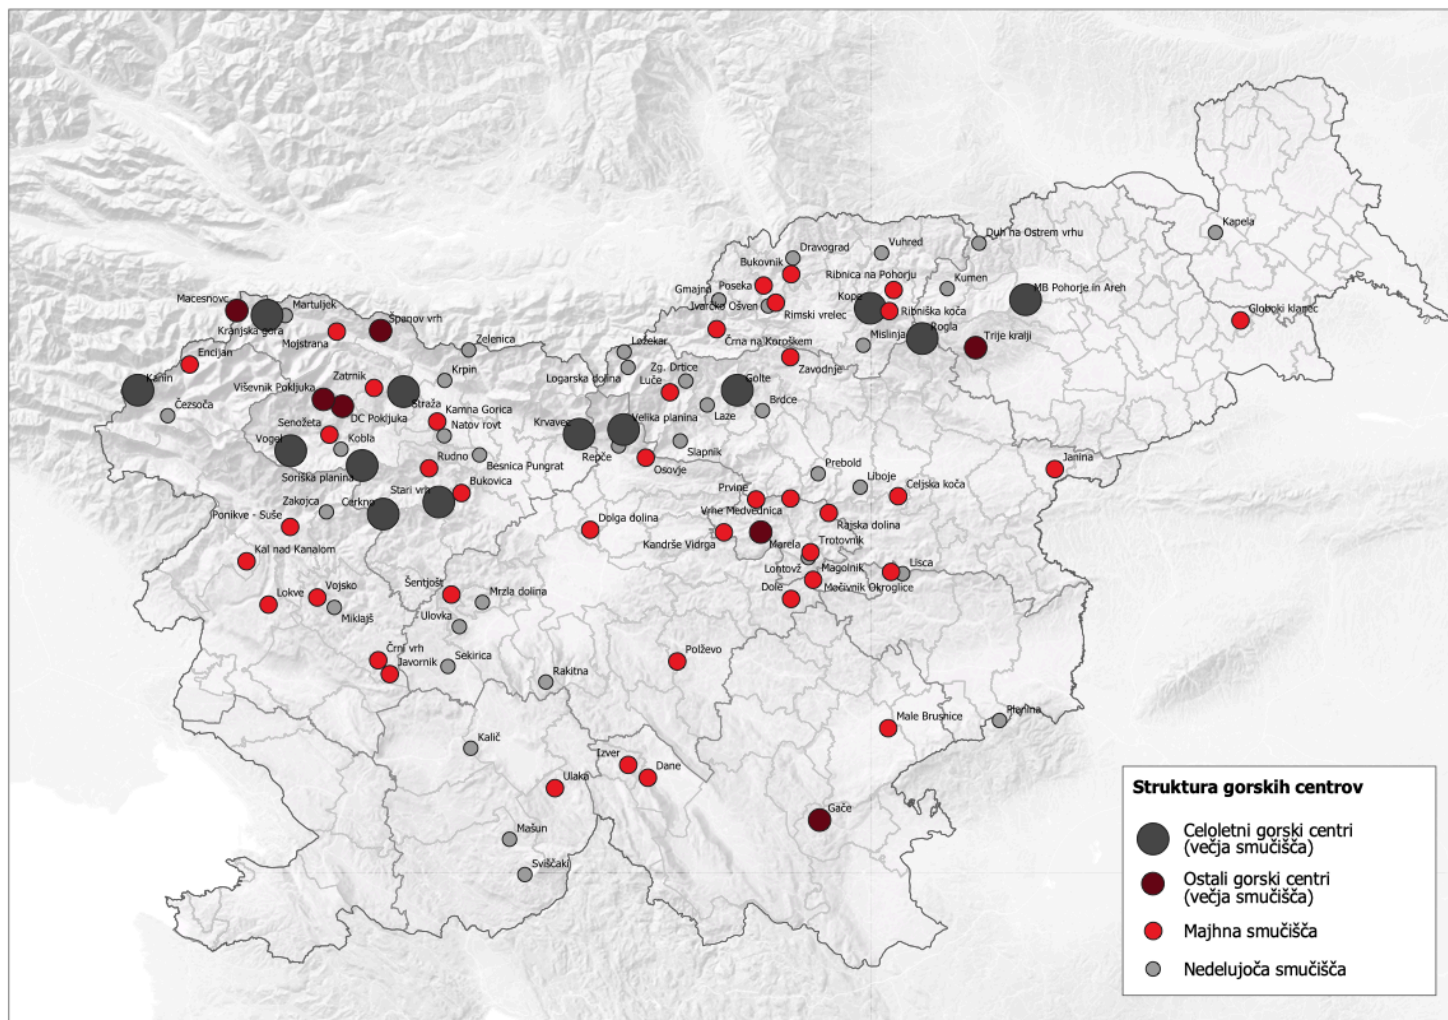 Kapela
Duh na Ostrem vrhu
Vuhred
Dravograd
Bukovnik
Ribnica na Pohorju
Kumen
Gmajna
Poseka
MB Pohorje in Areh
Macesnovc
Martuljek
Ivarčko Ošven
Kope
Ribniška koča
Globoki klanec
Rimski vrelec
Španov vrh
Kranjska gora
Mojstrana
Črna na Koroškem
Mislinja
Rogla
Trije kralji
Zelenica
Ložekar
Encijan
Zavodnje
Logarska dolina
Zg. Drtice
Kanin
Krpin
Luče
Golte
Zatrnik
Viševnik Pokljuka
Straža
Čezsoča
DC Pokljuka
Kamna Gorica
Laze
Brdce
Senožeta
Natov rovt
Krvavec
Velika planina
Vogel
Kobla
Repče
Slapnik
Rudno
Besnica Pungrat
Osovje
Janina
Soriška planina
Prebold
Liboje
Bukovica
Stari vrh
Prvine
Celjska koča
Zakojca
Cerkno
Ponikve - Suše
Vrhe Medvednica
Rajska dolina
Dolga dolina
Kandrše Vidrga
Marela
Trotovnik
Kal nad Kanalom
Lontovž
Magolnik
Lisca
Šentjošt
Mrzla dolina
Dole
Mečivnik Okroglice
Lokve
Vojsko
Miklajš
Ulovka
Črni vrh
Javornik
Sekirica
Polževo
Rakitna
Male Brusnice
Planina
Kalič
Izver
Dane
Ulaka
Gače
Mašun
Sviščaki
Struktura gorskih centrov
Celoletni gorski centri
(večja smučišča)
Ostali gorski centri
(večja smučišča)
Majhna smučišča
Nedelujoča smučišča